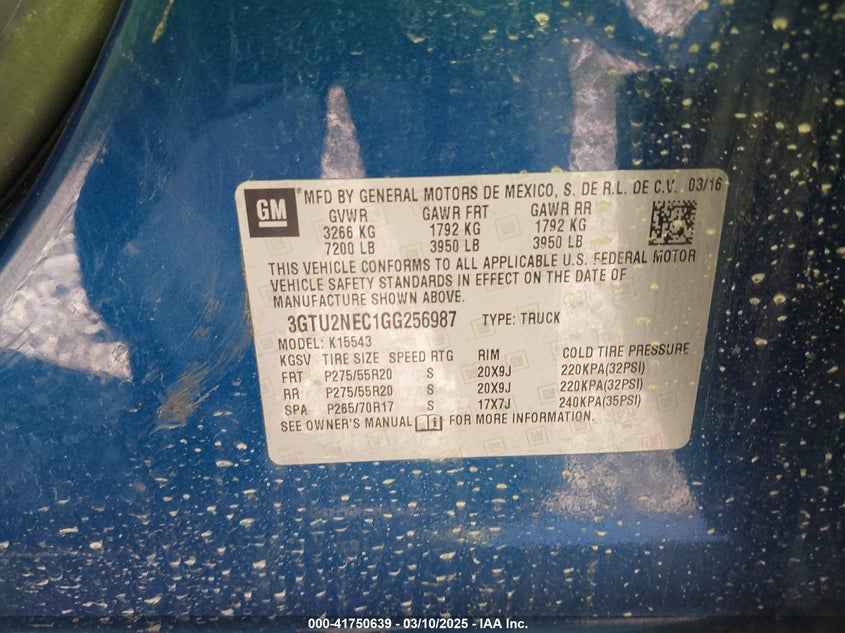 GM ® MFD BY GENERAL MOTORS DE MEXICO, S. DE R.L. DE C.V. 03/16
GVWR GAWR FRT GAWR RR
3266 KG 1792 KG 1792 KG
7200 LB 3950 LB 3950 LB
THIS VEHICLE CONFORMS TO ALL APPLICABLE U.S. FEDERAL MOTOR
VEHICLE SAFETY STANDARDS IN EFFECT ON THE DATE OF
MANUFACTURE SHOWN ABOVE.
3GTU2NEC1GG256987 TYPE: TRUCK
MODEL: K15543
KGSV TIRE SIZE SPEED RTG RIM COLD TIRE PRESSURE
FRT P275/55R20 S 20X9J 220KPA(32PSI)
RR P275/55R20 S 20X9J 220KPA(32PSI)
SPA P265/70R17 S 17X7J 240KPA(35PSI)
SEE OWNER'S MANUAL FOR MORE INFORMATION.
000-41750639 - 03/10/2025 - IAA Inc.